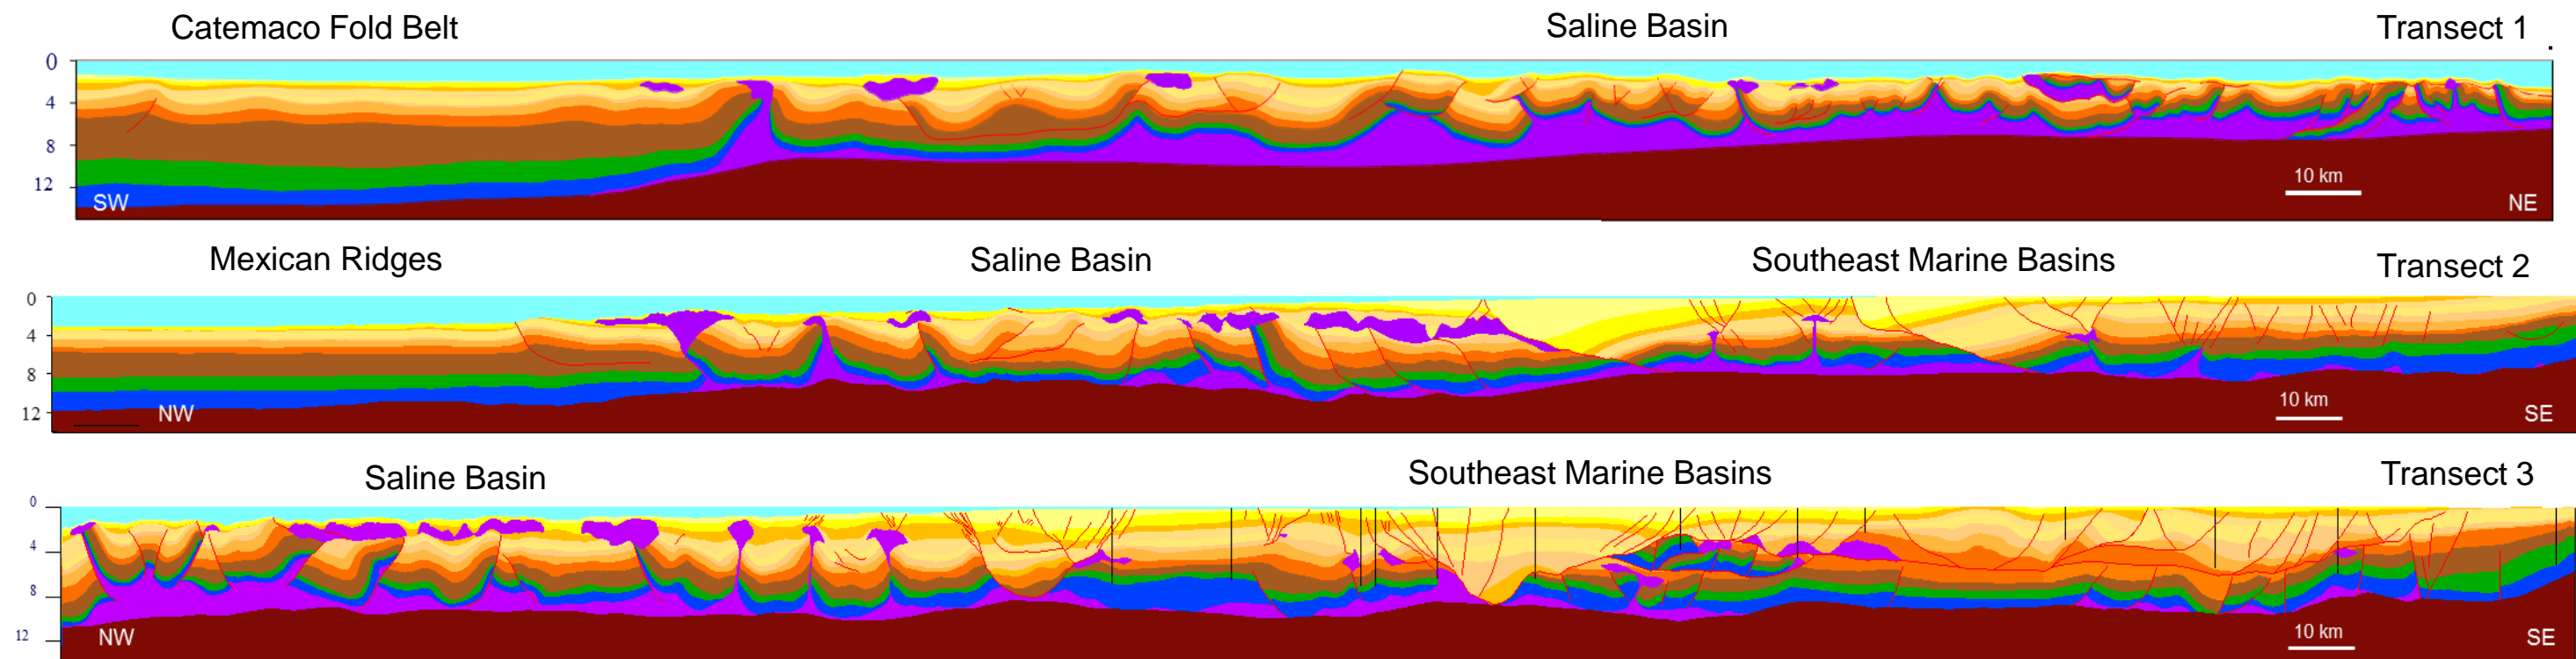 Catemaco Fold Belt Saline Basin Transect 1
0
4
8
12
SW 10 km NE
Mexican Ridges Saline Basin Southeast Marine Basins Transect 2
0
4
8
12
NW 10 km SE
Saline Basin Southeast Marine Basins Transect 3
0
4
8
12
NW 10 km SE